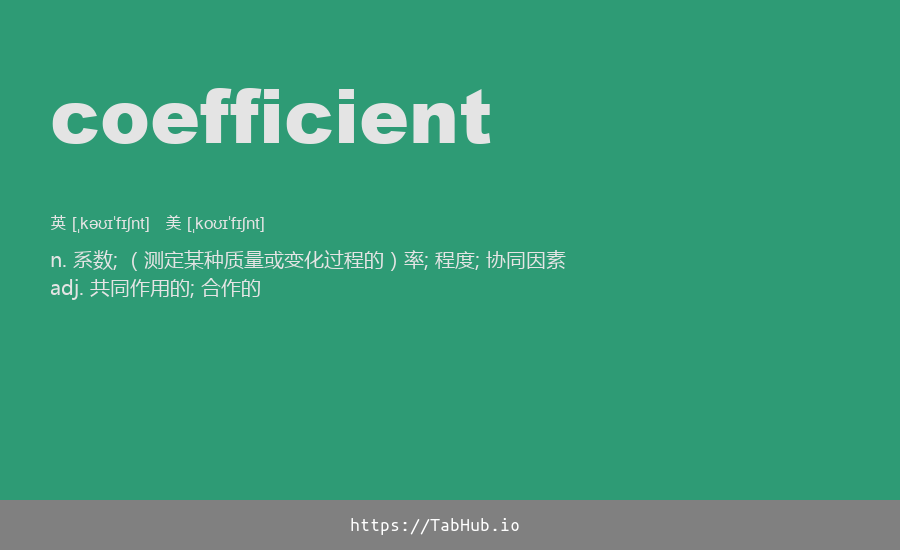 coefficient
英 [ˌkəʊɪˈfɪʃnt] 美 [ˌkoʊɪˈfɪʃnt]
n. 系数; （测定某种质量或变化过程的）率; 程度; 协同因素
adj. 共同作用的; 合作的
https://TabHub.io